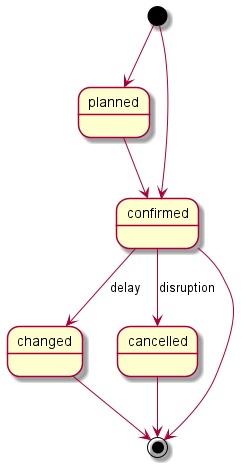 planned
confirmed
delay
disruption
changed
cancelled